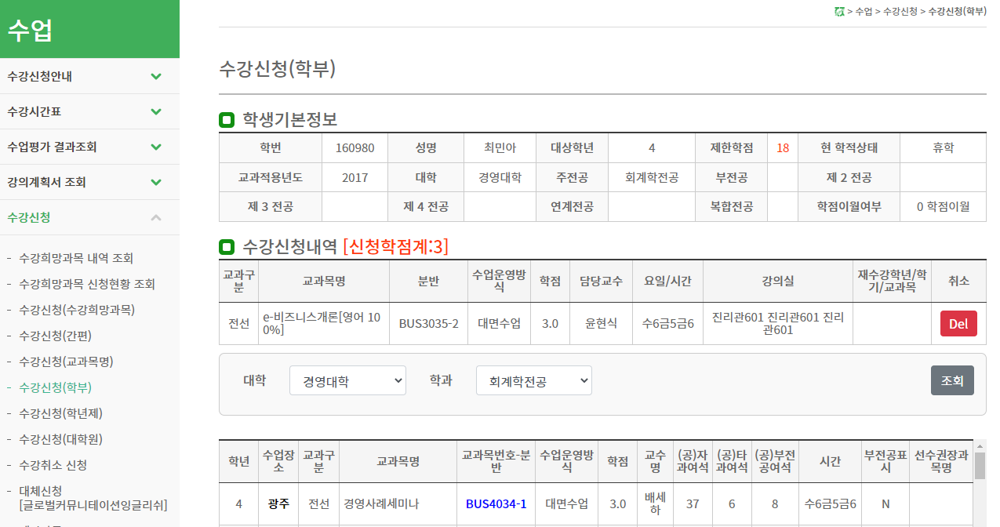 > 수업 > 수강신청 > 수강신청(학부)
수업
수강신청안내
수강시간표
수업평가 결과조회
강의계획서 조회
수강신청
- 수강희망과목 내역 조회
- 수강희망과목 신청현황 조회
- 수강신청(수강희망과목)
- 수강신청(간편)
- 수강신청(교과목명)
- 수강신청(학부)
- 수강신청(학년제)
- 수강신청(대학원)
- 수강취소 신청
- 대체신청
[글로벌커뮤니테이션잉글리쉬]
수강신청(학부)
학생기본정보
학번 160980 성명 최민아 대상학년 4 제한학점 18 현 학적상태 휴학
교과적용년도 2017 대학 경영대학 주전공 회계학전공 부전공 제 2 전공
제 3 전공 제 4 전공 연계전공 복합전공 학점이월여부 0 학점이월
수강신청내역 [신청학점계:3]
교과구분 교과목명 분반 수업운영방식 학점 담당교수 요일/시간 강의실 재수강학년/학기/교과목 취소
전선 e-비즈니스개론[영어 100%] BUS3035-2 대면수업 3.0 윤현식 수6금5금6 진리관601 진리관601 진리관601 Del
대학 경영대학 학과 회계학전공 조회
학년 수업장소 교과구분 교과목명 교과목번호-분반 수업운영방식 학점 교수명 (공)자과여석 (공)타과여석 (공)부전공여석 시간 부전공표시 선수권장과목명
4 광주 전선 경영사례세미나 BUS4034-1 대면수업 3.0 배세하 37 6 8 수6금5금6 N